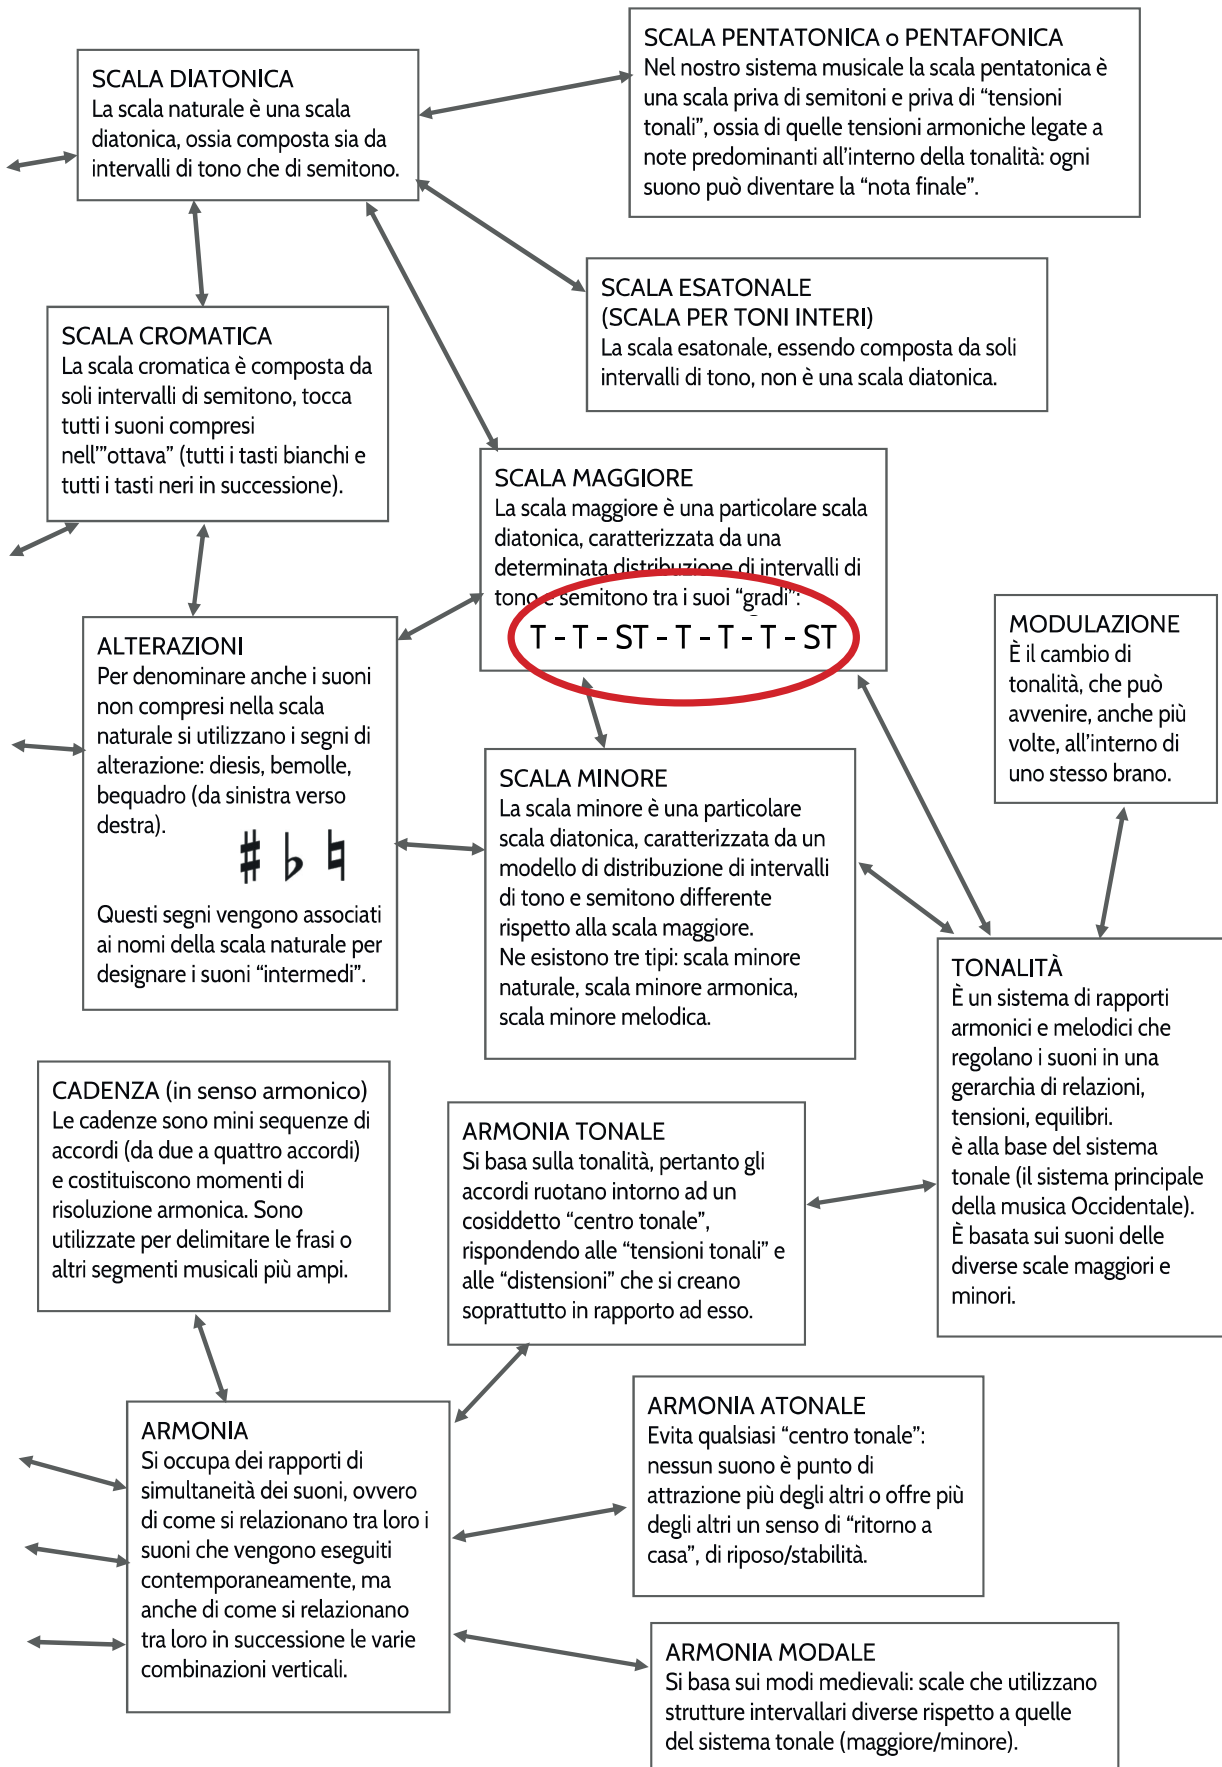 SCALA DIATONICA
La scala naturale è una scala
diatonica, ossia composta sia da
intervalli di tono che di semitono.
SCALA PENTATONICA o PENTAFONICA
Nel nostro sistema musicale la scala pentatonica è
una scala priva di semitoni e priva di “tensioni
tonali”, ossia di quelle tensioni armoniche legate a
note predominanti all’interno della tonalità: ogni
suono può diventare la “nota finale”.
SCALA ESATONALE
(SCALA PER TONI INTERI)
La scala esatonale, essendo composta da soli
intervalli di tono, non è una scala diatonica.
SCALA CROMATICA
La scala cromatica è composta da
soli intervalli di semitono, tocca
tutti i suoni compresi
nell’”ottava” (tutti i tasti bianchi e
tutti i tasti neri in successione).
SCALA MAGGIORE
La scala maggiore è una particolare scala
diatonica, caratterizzata da una
determinata distribuzione di intervalli di
tono e semitono tra i suoi “gradi”:
T - T - ST - T - T - T - ST
ALTERAZIONI
Per denominare anche i suoni
non compresi nella scala
naturale si utilizzano i segni di
alterazione: diesis, bemolle,
bequadro (da sinistra verso
destra).
♯ ♭ ♮
Questi segni vengono associati
ai nomi della scala naturale per
designare i suoni “intermedi”.
MODULAZIONE
È il cambio di
tonalità, che può
avvenire, anche più
volte, all’interno di
uno stesso brano.
SCALA MINORE
La scala minore è una particolare
scala diatonica, caratterizzata da un
modello di distribuzione di intervalli
di tono e semitono differente
rispetto alla scala maggiore.
Ne esistono tre tipi: scala minore
naturale, scala minore armonica,
scala minore melodica.
TONALITÀ
È un sistema di rapporti
armonici e melodici che
regolano i suoni in una
gerarchia di relazioni,
tensioni, equilibri.
è alla base del sistema
tonale (il sistema principale
della musica Occidentale).
È basata sui suoni delle
diverse scale maggiori e
minori.
CADENZA (in senso armonico)
Le cadenze sono mini sequenze di
accordi (da due a quattro accordi)
e costituiscono momenti di
risoluzione armonica. Sono
utilizzate per delimitare le frasi o
altri segmenti musicali più ampi.
ARMONIA TONALE
Si basa sulla tonalità, pertanto gli
accordi ruotano intorno ad un
cosiddetto “centro tonale”,
rispondendo alle “tensioni tonali” e
alle “distensioni” che si creano
soprattutto in rapporto ad esso.
ARMONIA
Si occupa dei rapporti di
simultaneità dei suoni, ovvero
di come si relazionano tra loro i
suoni che vengono eseguiti
contemporaneamente, ma
anche di come si relazionano
tra loro in successione le varie
combinazioni verticali.
ARMONIA ATONALE
Evita qualsiasi “centro tonale”:
nessun suono è punto di
attrazione più degli altri o offre più
degli altri un senso di “ritorno a
casa”, di riposo/stabilità.
ARMONIA MODALE
Si basa sui modi medievali: scale che utilizzano
strutture intervallari diverse rispetto a quelle
del sistema tonale (maggiore/minore).